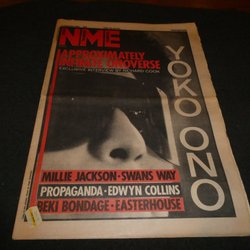 NME
APPROXIMATELY
INFINITE UNIVERSE
EXCLUSIVE INTERVIEW BY RICHARD COOK
YOKO ONO
MILLIE JACKSON·SWANS WAY
PROPAGANDA·EDWYN COLLINS
BEKI BONDAGE·EASTERHOUSE